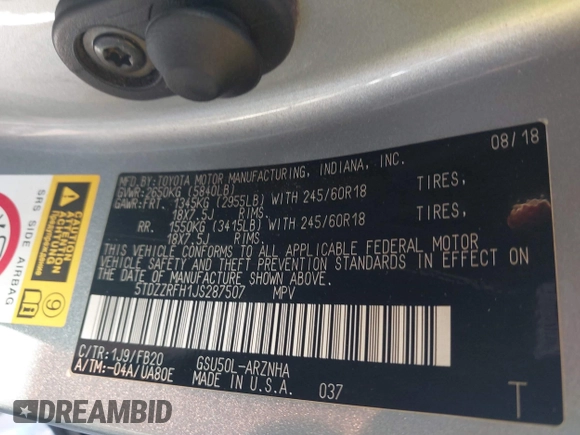 08/18
MFD.BY:TOYOTA MOTOR MANUFACTURING, INDIANA, INC.
GVWR:2650KG (5840LB)
GAWR:FRT. 1345KG (2955LB) WITH 245/60R18 TIRES,
18X7.5J RIMS.
RR. 1550KG (3415LB) WITH 245/60R18 TIRES,
18X7.5J RIMS.
THIS VEHICLE CONFORMS TO ALL APPLICABLE FEDERAL MOTOR
VEHICLE SAFETY AND THEFT PREVENTION STANDARDS IN EFFECT ON
THE DATE OF MANUFACTURE SHOWN ABOVE.
5TDZZRFH1JS287507 MPV
C/TR:1J9/FB20 GSU50L-ARZNHA
A/TM:-04A/UA80E MADE IN U.S.A. 037
T
SRS SIDE AIRBAG
CAUTION
ATTENTION
ACHTUNG
9
DREAMBID